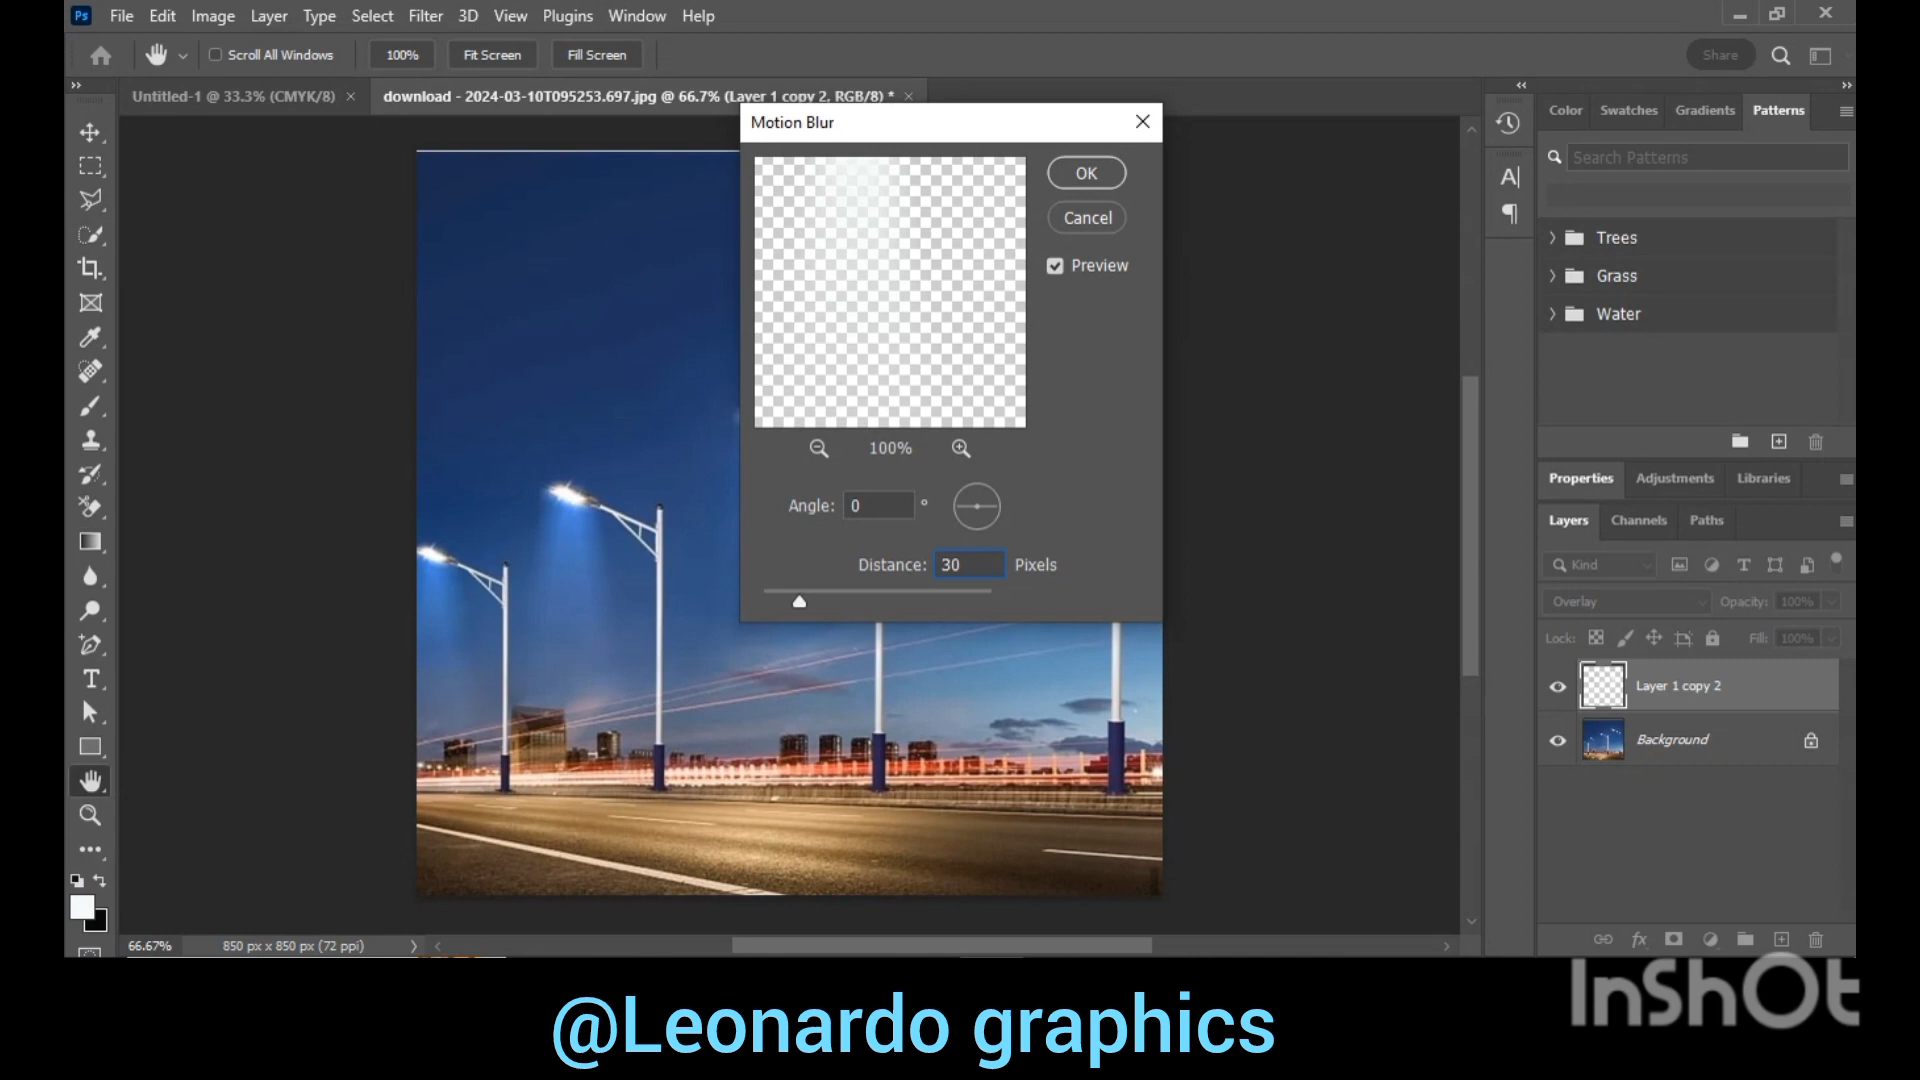 Ps File Edit Image Layer Type Select Filter 3D View Plugins Window Help
Scroll All Windows 100% Fit Screen Fill Screen Share
Untitled-1 @ 33.3% (CMYK/8) × download - 2024-03-10T095253.697.jpg @ 66.7% (Layer 1 copy 2, RGB/8) * ×
Color Swatches Gradients Patterns
Motion Blur
Search Patterns
OK
Cancel
Preview
Trees
Grass
Water
100%
Angle: 0 °
Distance: 30 Pixels
Properties Adjustments Libraries
Layers Channels Paths
Kind
Overlay Opacity: 100%
Lock: Fill: 100%
Layer 1 copy 2
Background
66.67% 850 px x 850 px (72 ppi)
fx
InShOt
@Leonardo graphics